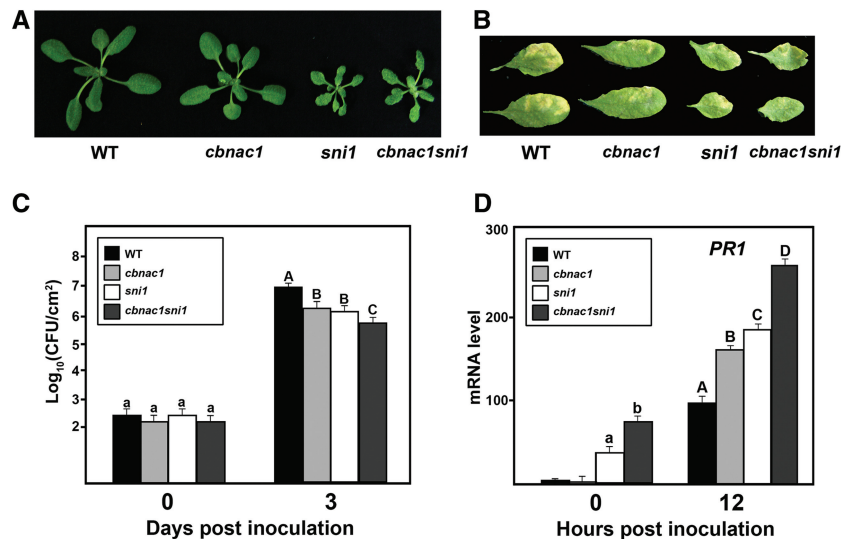 A
WT cbnac1 sni1 cbnac1sni1
B
WT cbnac1 sni1 cbnac1sni1
C
Log10(CFU/cm²)
8
7
6
5
4
3
2
WT
cbnac1
sni1
cbnac1sni1
a a a a
A B B C
0 3
Days post inoculation
D
mRNA level
300
200
100
WT
cbnac1
sni1
cbnac1sni1
PR1
a b
A B C D
0 12
Hours post inoculation